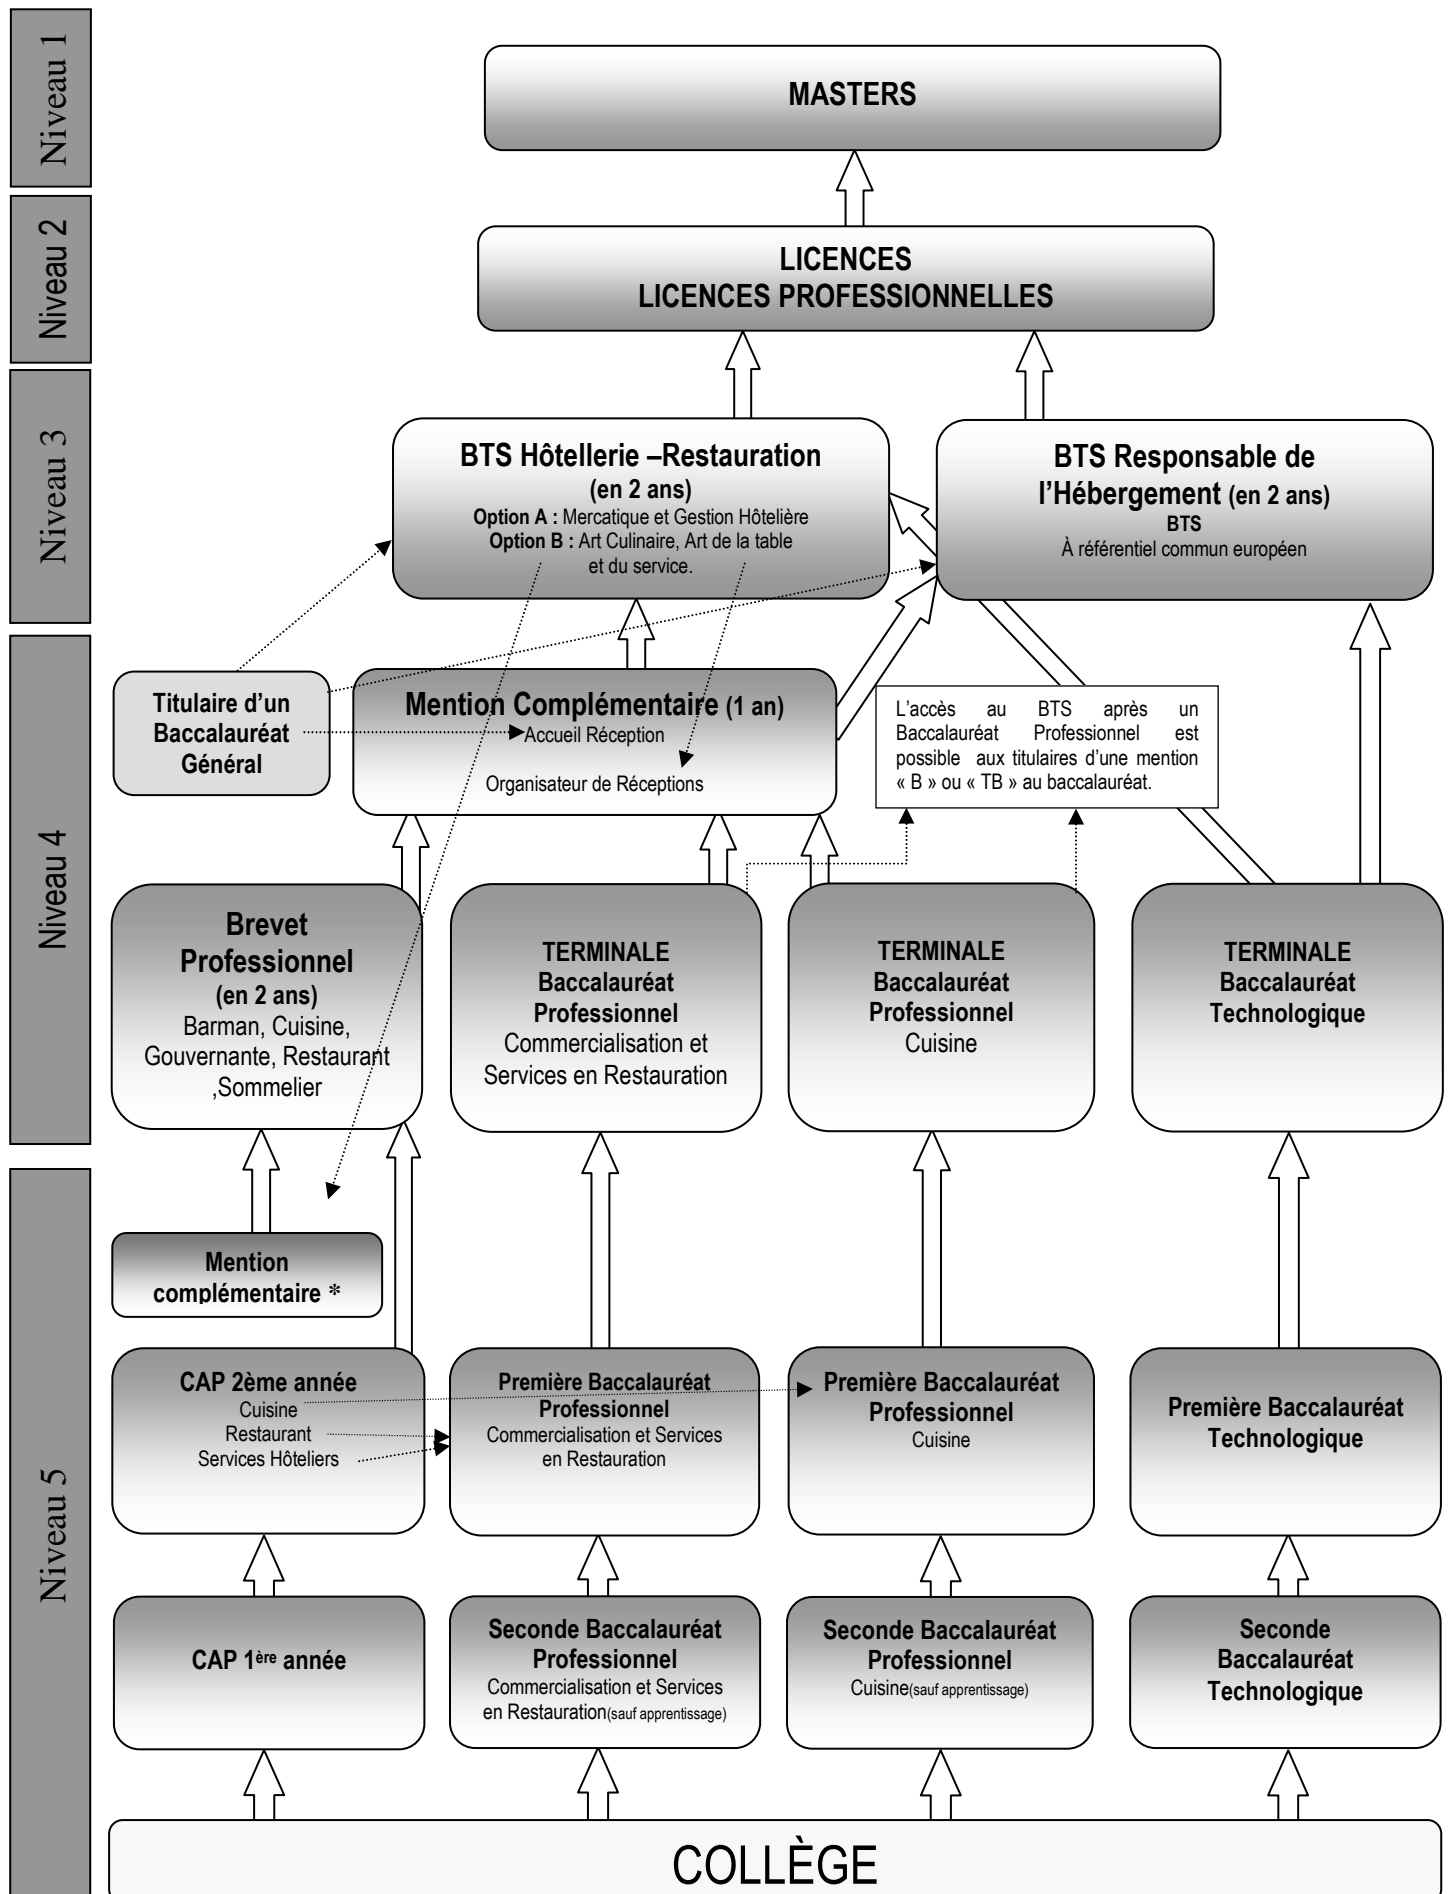 Niveau 1
MASTERS
Niveau 2
LICENCES
LICENCES PROFESSIONNELLES
Niveau 3
BTS Hôtellerie –Restauration
(en 2 ans)
Option A : Mercatique et Gestion Hôtelière
Option B : Art Culinaire, Art de la table
et du service.
BTS Responsable de
l’Hébergement (en 2 ans)
BTS
À référentiel commun européen
Niveau 4
Titulaire d’un
Baccalauréat
Général
Mention Complémentaire (1 an)
Accueil Réception
Organisateur de Réceptions
L’accès au BTS après un
Baccalauréat Professionnel est
possible aux titulaires d’une mention
« B » ou « TB » au baccalauréat.
Brevet
Professionnel
(en 2 ans)
Barman, Cuisine,
Gouvernante, Restaurant
,Sommelier
TERMINALE
Baccalauréat
Professionnel
Commercialisation et
Services en Restauration
TERMINALE
Baccalauréat
Professionnel
Cuisine
TERMINALE
Baccalauréat
Technologique
Niveau 5
Mention
complémentaire *
CAP 2ème année
Cuisine
Restaurant
Services Hôteliers
Première Baccalauréat
Professionnel
Commercialisation et Services
en Restauration
Première Baccalauréat
Professionnel
Cuisine
Première Baccalauréat
Technologique
CAP 1ère année
Seconde Baccalauréat
Professionnel
Commercialisation et Services
en Restauration(sauf apprentissage)
Seconde Baccalauréat
Professionnel
Cuisine(sauf apprentissage)
Seconde
Baccalauréat
Technologique
COLLÈGE